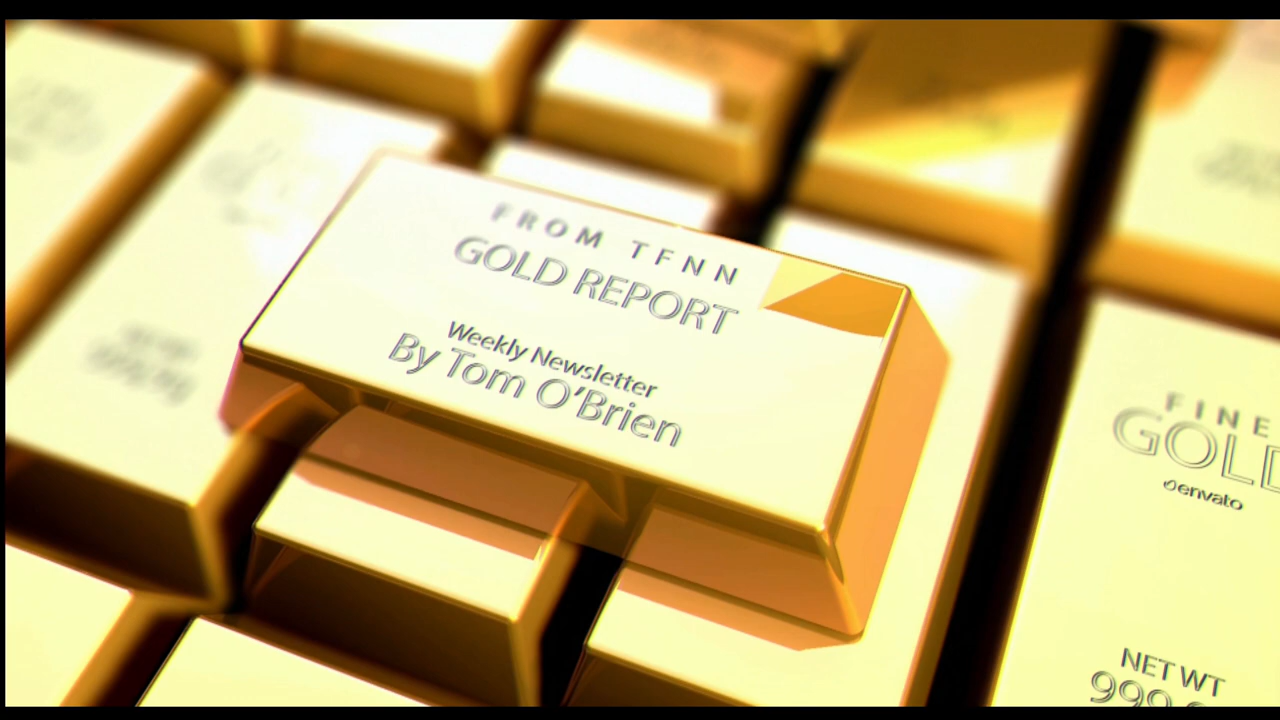 FROM TFNN
GOLD REPORT
Weekly Newsletter
By Tom O'Brien
FINE
GOLD
envato
NET WT